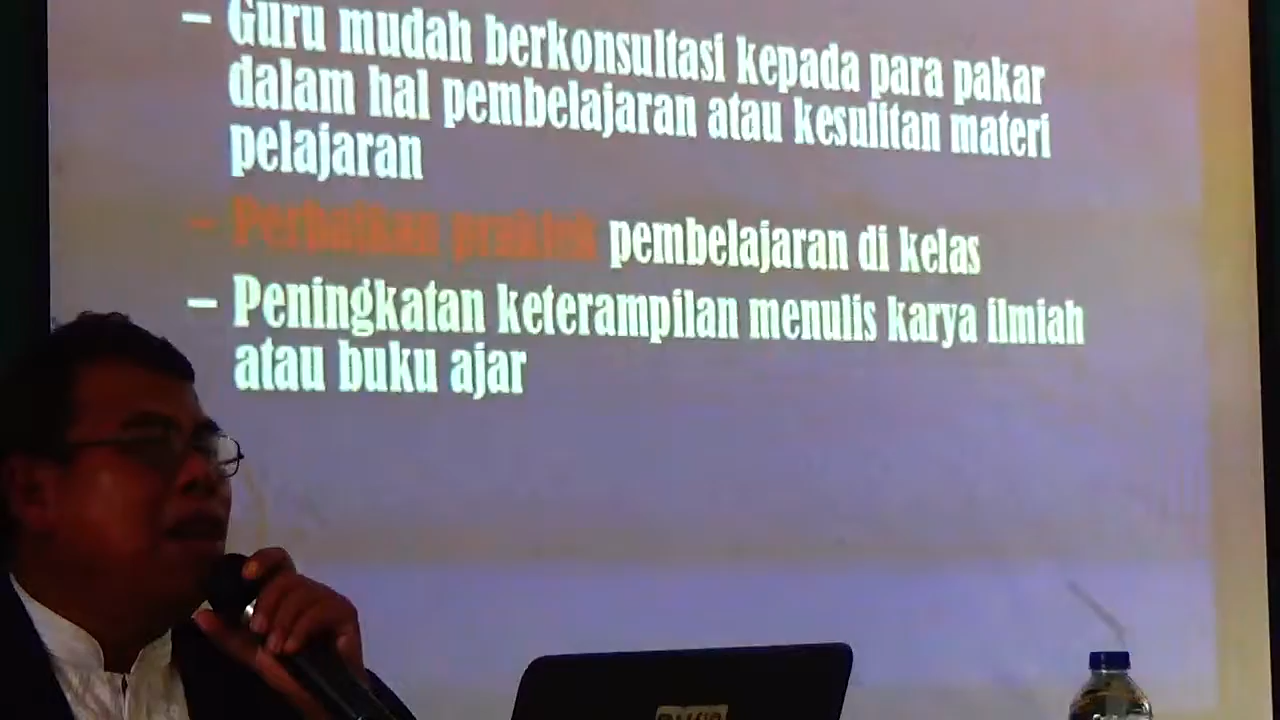 – Guru mudah berkonsultasi kepada para pakar
dalam hal pembelajaran atau kesulitan materi
pelajaran
– Perbaikan praktek pembelajaran di kelas
– Peningkatan keterampilan menulis karya ilmiah
atau buku ajar